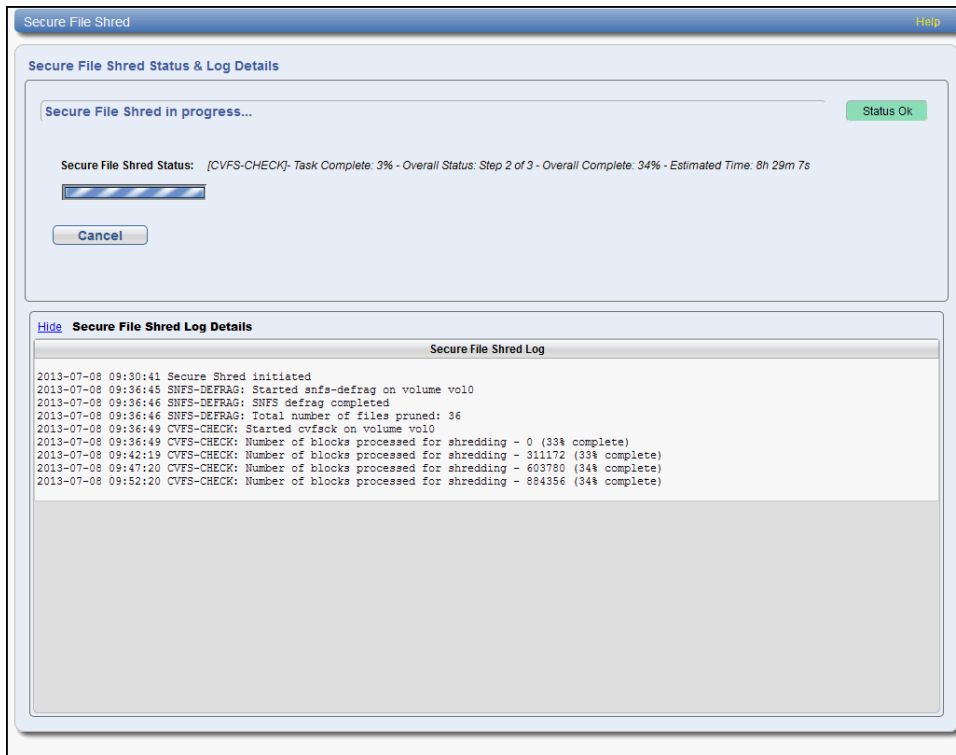 Secure File Shred Help
Secure File Shred Status & Log Details
Secure File Shred in progress... Status Ok
Secure File Shred Status: [CVFS-CHECK]- Task Complete: 3% - Overall Status: Step 2 of 3 - Overall Complete: 34% - Estimated Time: 8h 29m 7s
Cancel
Hide Secure File Shred Log Details
Secure File Shred Log
2013-07-08 09:30:41 Secure Shred initiated
2013-07-08 09:36:45 SNFS-DEFRAG: Started snfs-defrag on volume vol0
2013-07-08 09:36:46 SNFS-DEFRAG: SNFS defrag completed
2013-07-08 09:36:46 SNFS-DEFRAG: Total number of files pruned: 36
2013-07-08 09:36:49 CVFS-CHECK: Started cvfsck on volume vol0
2013-07-08 09:36:49 CVFS-CHECK: Number of blocks processed for shredding - 0 (33% complete)
2013-07-08 09:42:19 CVFS-CHECK: Number of blocks processed for shredding - 311172 (33% complete)
2013-07-08 09:47:20 CVFS-CHECK: Number of blocks processed for shredding - 603780 (34% complete)
2013-07-08 09:52:20 CVFS-CHECK: Number of blocks processed for shredding - 884356 (34% complete)